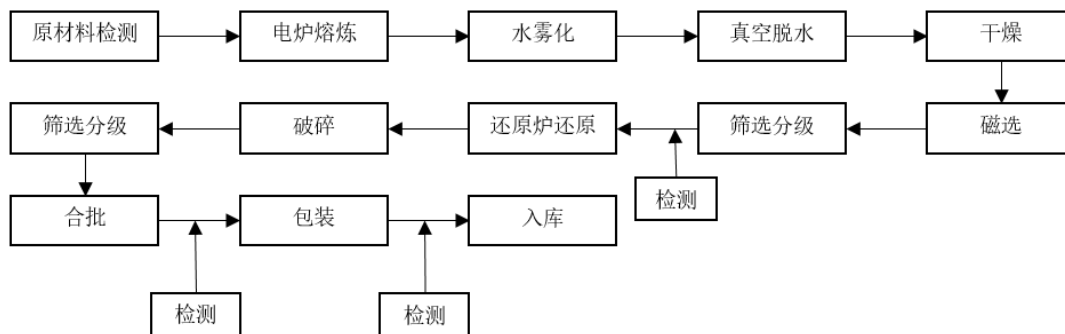 原材料检测
电炉熔炼
水雾化
真空脱水
干燥
筛选分级
破碎
还原炉还原
筛选分级
磁选
检测
合批
包装
入库
检测
检测